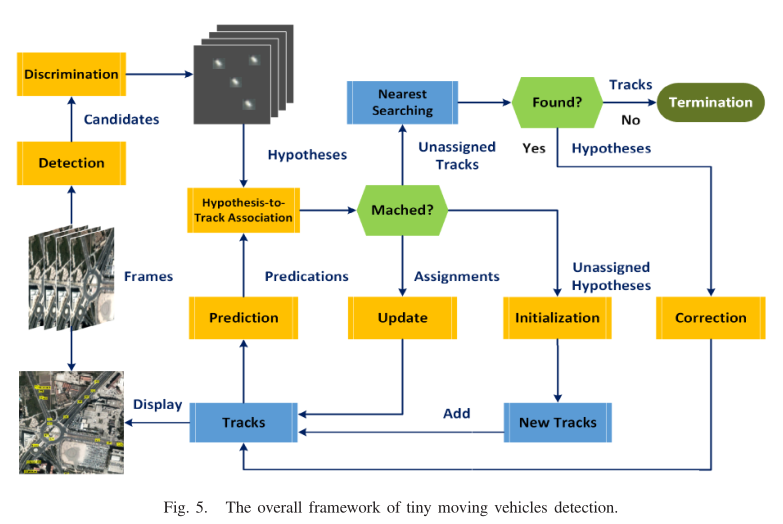 Discrimination
Candidates
Detection
Frames
Hypotheses
Hypothesis-to-
Track Association
Predications
Prediction
Display
Tracks
Nearest
Searching
Unassigned
Tracks
Mached?
Assignments
Update
Add
Found?
Yes
Tracks
No
Termination
Hypotheses
Unassigned
Hypotheses
Initialization
New Tracks
Correction
Fig. 5. The overall framework of tiny moving vehicles detection.